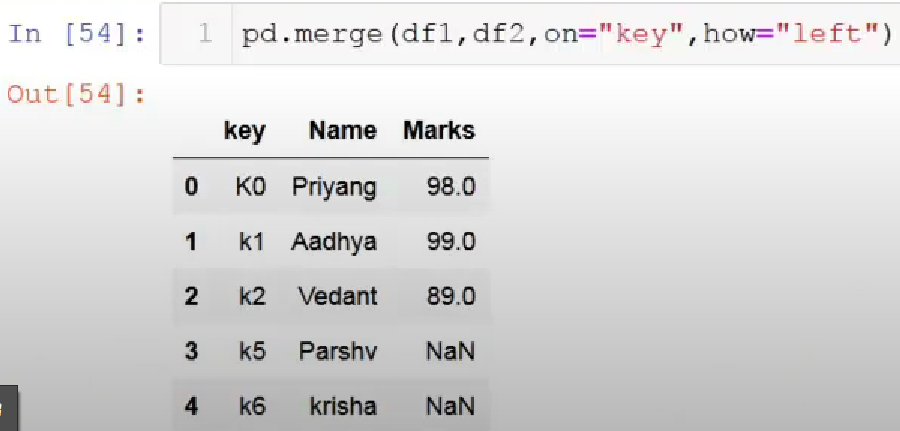 In [54]: 1 pd.merge(df1,df2,on="key",how="left")
Out[54]:
key Name Marks
0 K0 Priyang 98.0
1 k1 Aadhya 99.0
2 k2 Vedant 89.0
3 k5 Parshv NaN
4 k6 krisha NaN